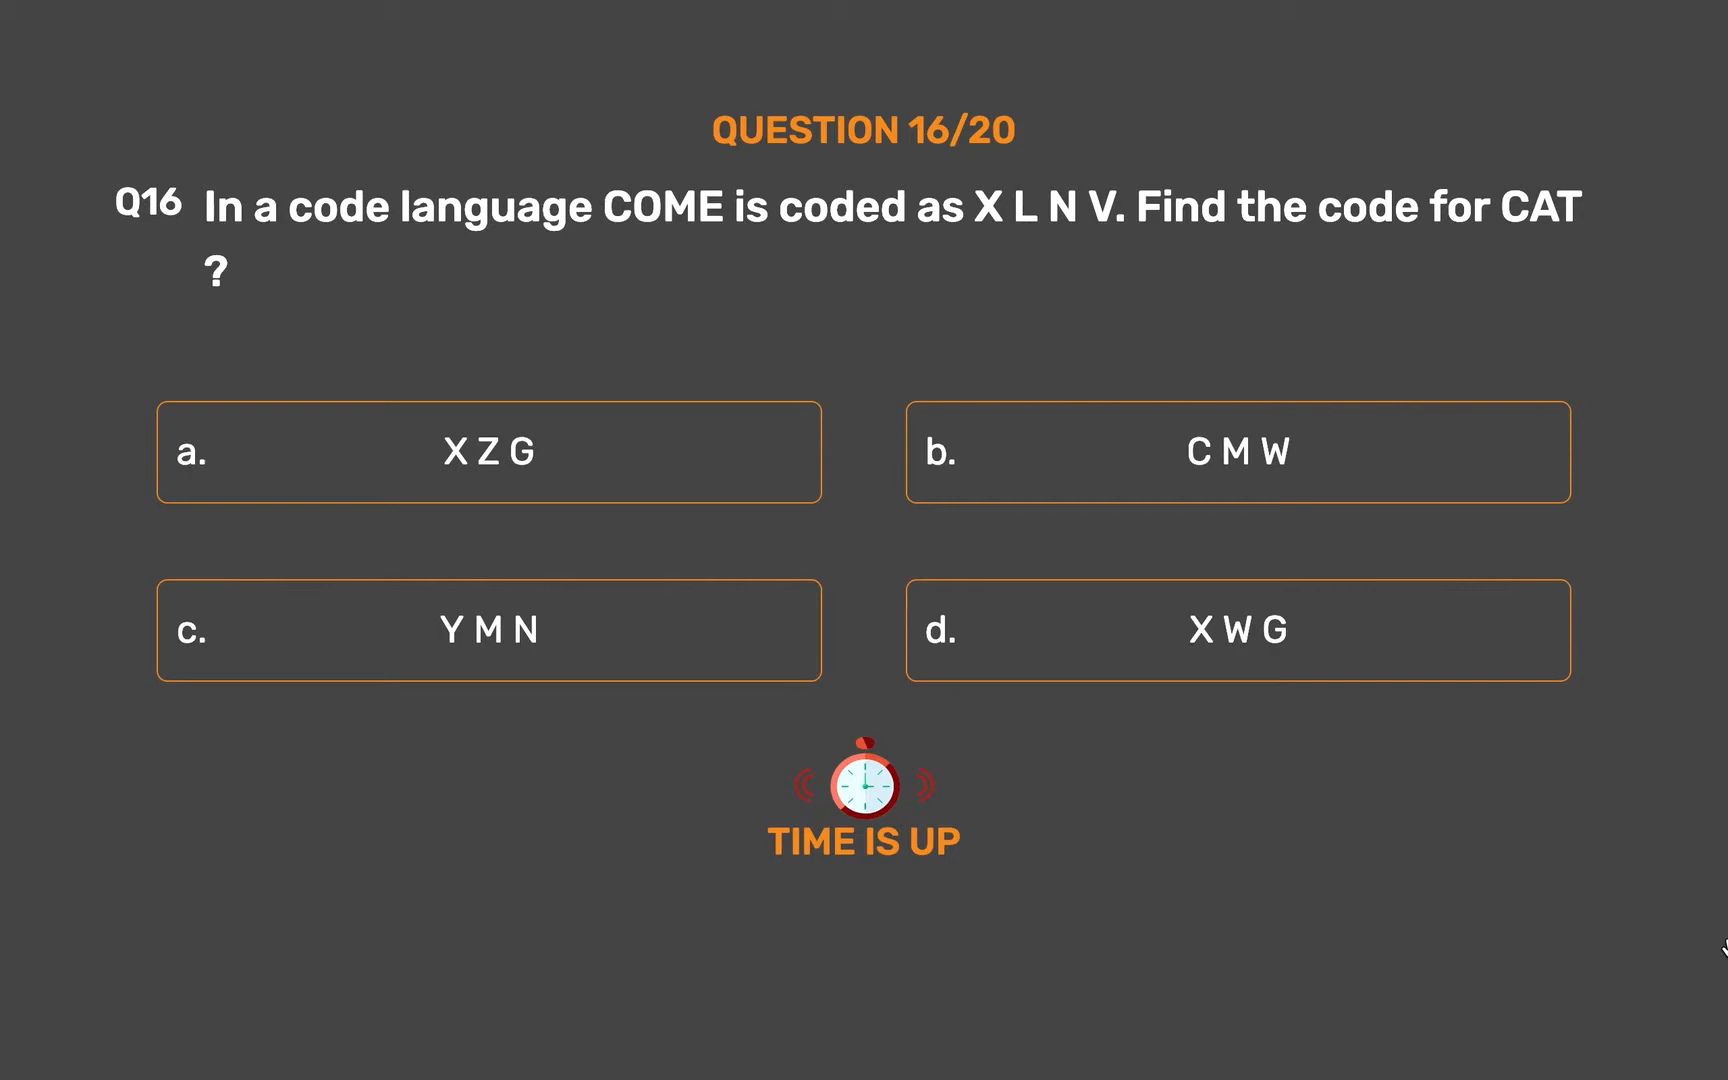 QUESTION 16/20
Q16 In a code language COME is coded as X L N V. Find the code for CAT
?
a. X Z G
b. C M W
c. Y M N
d. X W G
TIME IS UP